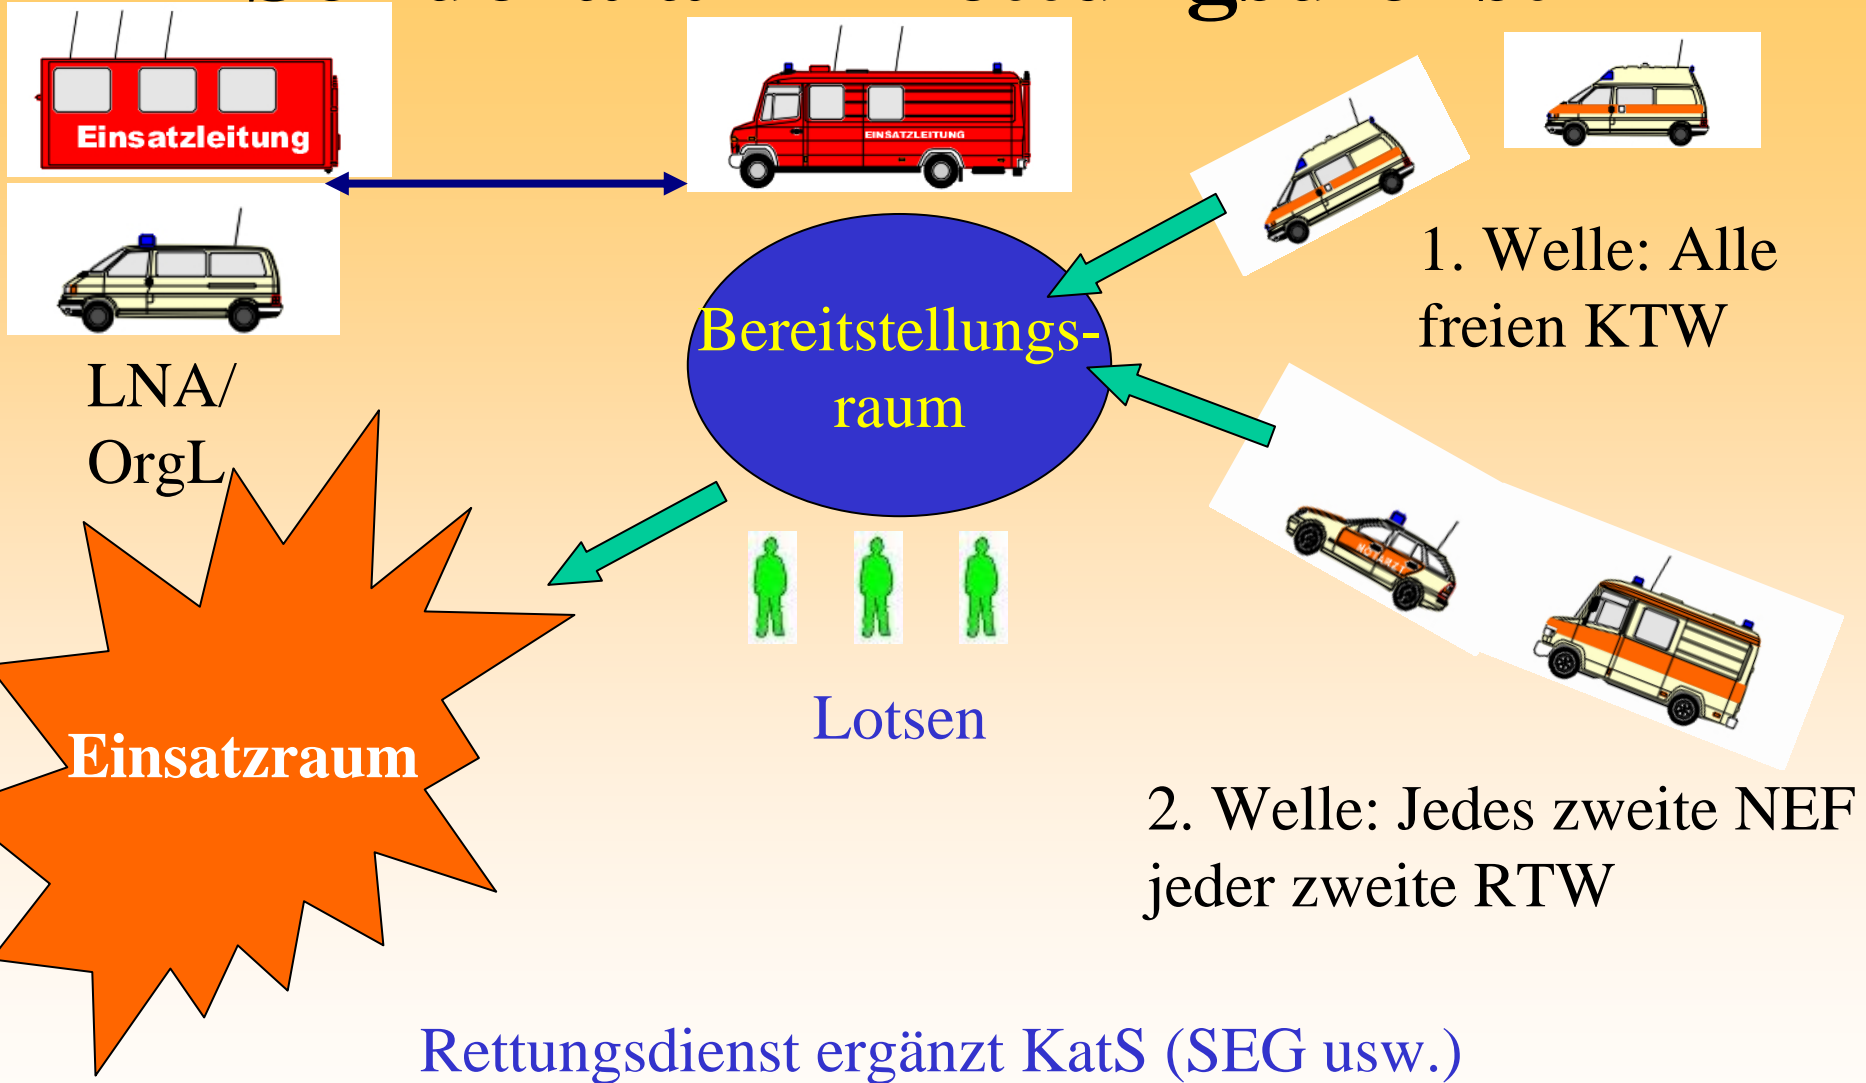 Einsatzleitung
EINSATZLEITUNG
1. Welle: Alle
freien KTW
LNA/
OrgL
Bereitstellungs-
raum
NOTARZT
Lotsen
Einsatzraum
2. Welle: Jedes zweite NEF
jeder zweite RTW
Rettungsdienst ergänzt KatS (SEG usw.)